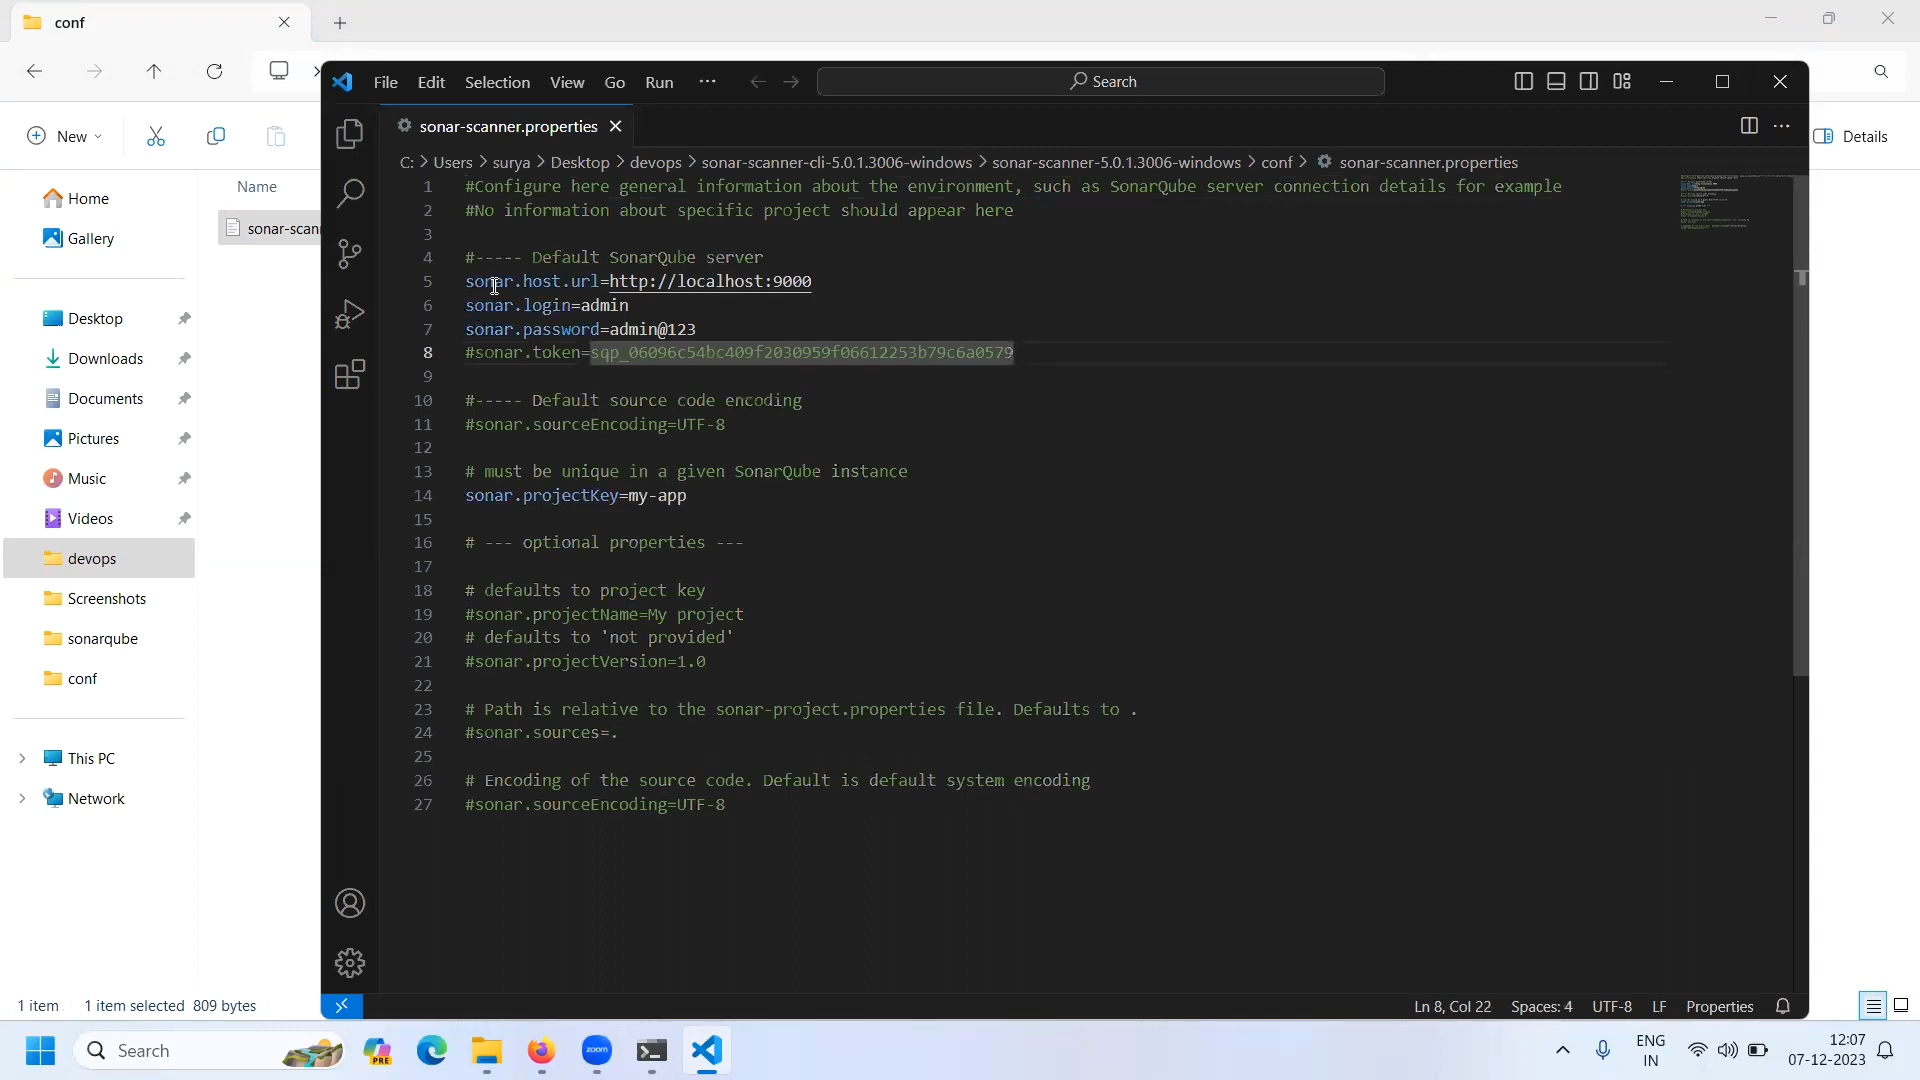 conf
File Edit Selection View Go Run ··· Search
New
Details
sonar-scanner.properties
C: > Users > surya > Desktop > devops > sonar-scanner-cli-5.0.1.3006-windows > sonar-scanner-5.0.1.3006-windows > conf > sonar-scanner.properties
Name
sonar-scan
Home
Gallery
Desktop
Downloads
Documents
Pictures
Music
Videos
devops
Screenshots
sonarqube
conf
This PC
Network
1 #Configure here general information about the environment, such as SonarQube server connection details for example
2 #No information about specific project should appear here
3
4 #----- Default SonarQube server
5 sonar.host.url=http://localhost:9000
6 sonar.login=admin
7 sonar.password=admin@123
8 #sonar.token=sqp_06096c54bc409f2030959f06612253b79c6a0579
9
10 #----- Default source code encoding
11 #sonar.sourceEncoding=UTF-8
12
13 # must be unique in a given SonarQube instance
14 sonar.projectKey=my-app
15
16 # --- optional properties ---
17
18 # defaults to project key
19 #sonar.projectName=My project
20 # defaults to 'not provided'
21 #sonar.projectVersion=1.0
22
23 # Path is relative to the sonar-project.properties file. Defaults to .
24 #sonar.sources=.
25
26 # Encoding of the source code. Default is default system encoding
27 #sonar.sourceEncoding=UTF-8
1 item 1 item selected 809 bytes
Ln 8, Col 22 Spaces: 4 UTF-8 LF Properties
Search
PRE
zoom
ENG
IN
12:07
07-12-2023